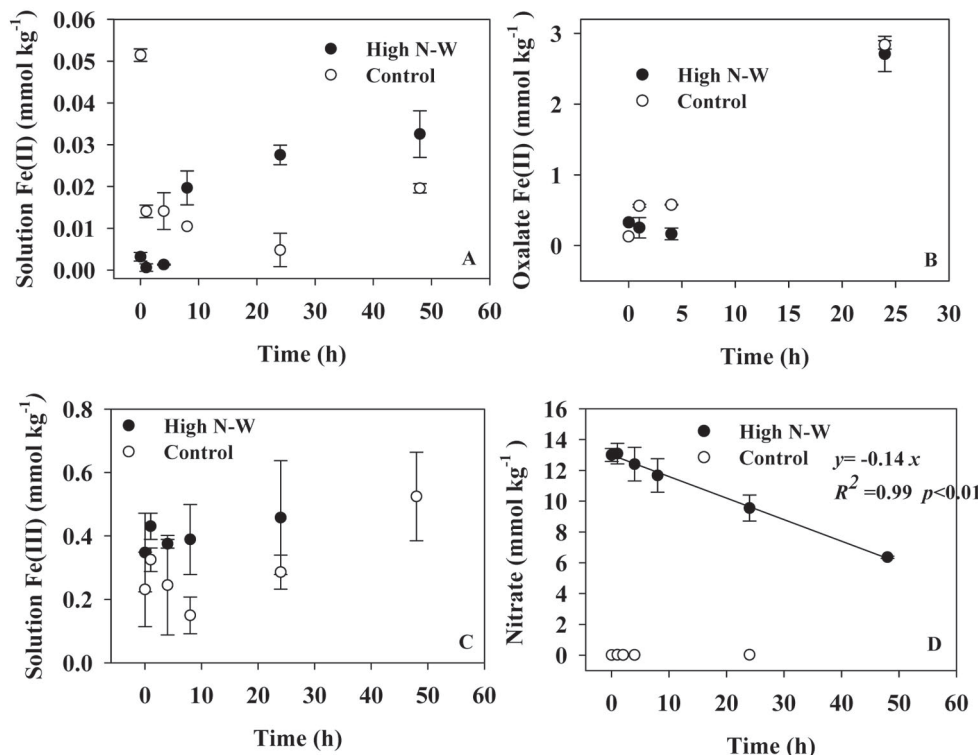 Solution Fe(II) (mmol kg⁻¹)
0.06
0.05
0.04
0.03
0.02
0.01
0.00
High N-W
Control
A
0 10 20 30 40 50 60
Time (h)
Oxalate Fe(II) (mmol kg⁻¹)
3
2
1
0
High N-W
Control
B
0 5 10 15 20 25 30
Time (h)
Solution Fe(III) (mmol kg⁻¹)
0.8
0.6
0.4
0.2
0.0
High N-W
Control
C
0 10 20 30 40 50 60
Time (h)
Nitrate (mmol kg⁻¹)
16
14
12
10
8
6
4
2
0
High N-W
Control
y= -0.14 x
R² =0.99 p<0.01
D
0 10 20 30 40 50 60
Time (h)